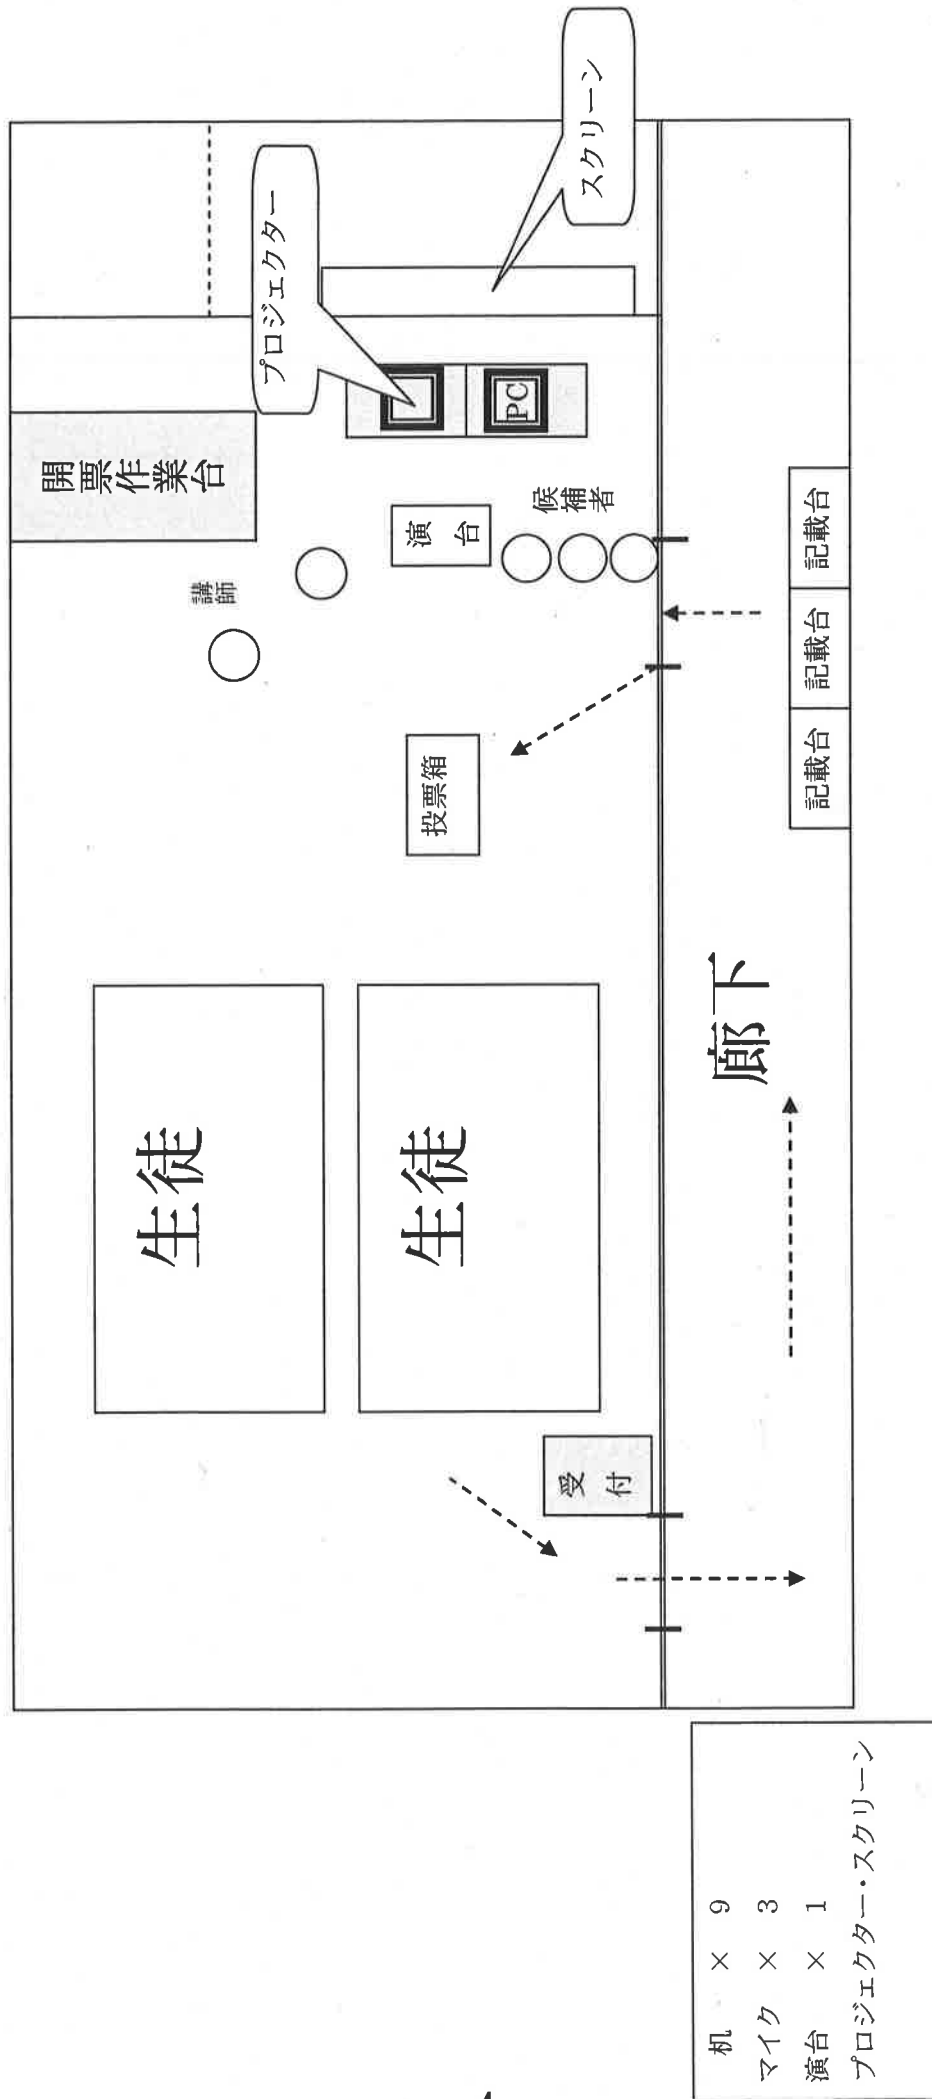 スクリーン
プロジェクター
開票
作業
台
講師
演台
PC
候補者
投票箱
記載台
記載台
記載台
生徒
生徒
廊下
受付
机 × 9
マイク × 3
演台 × 1
プロジェクター・スクリーン